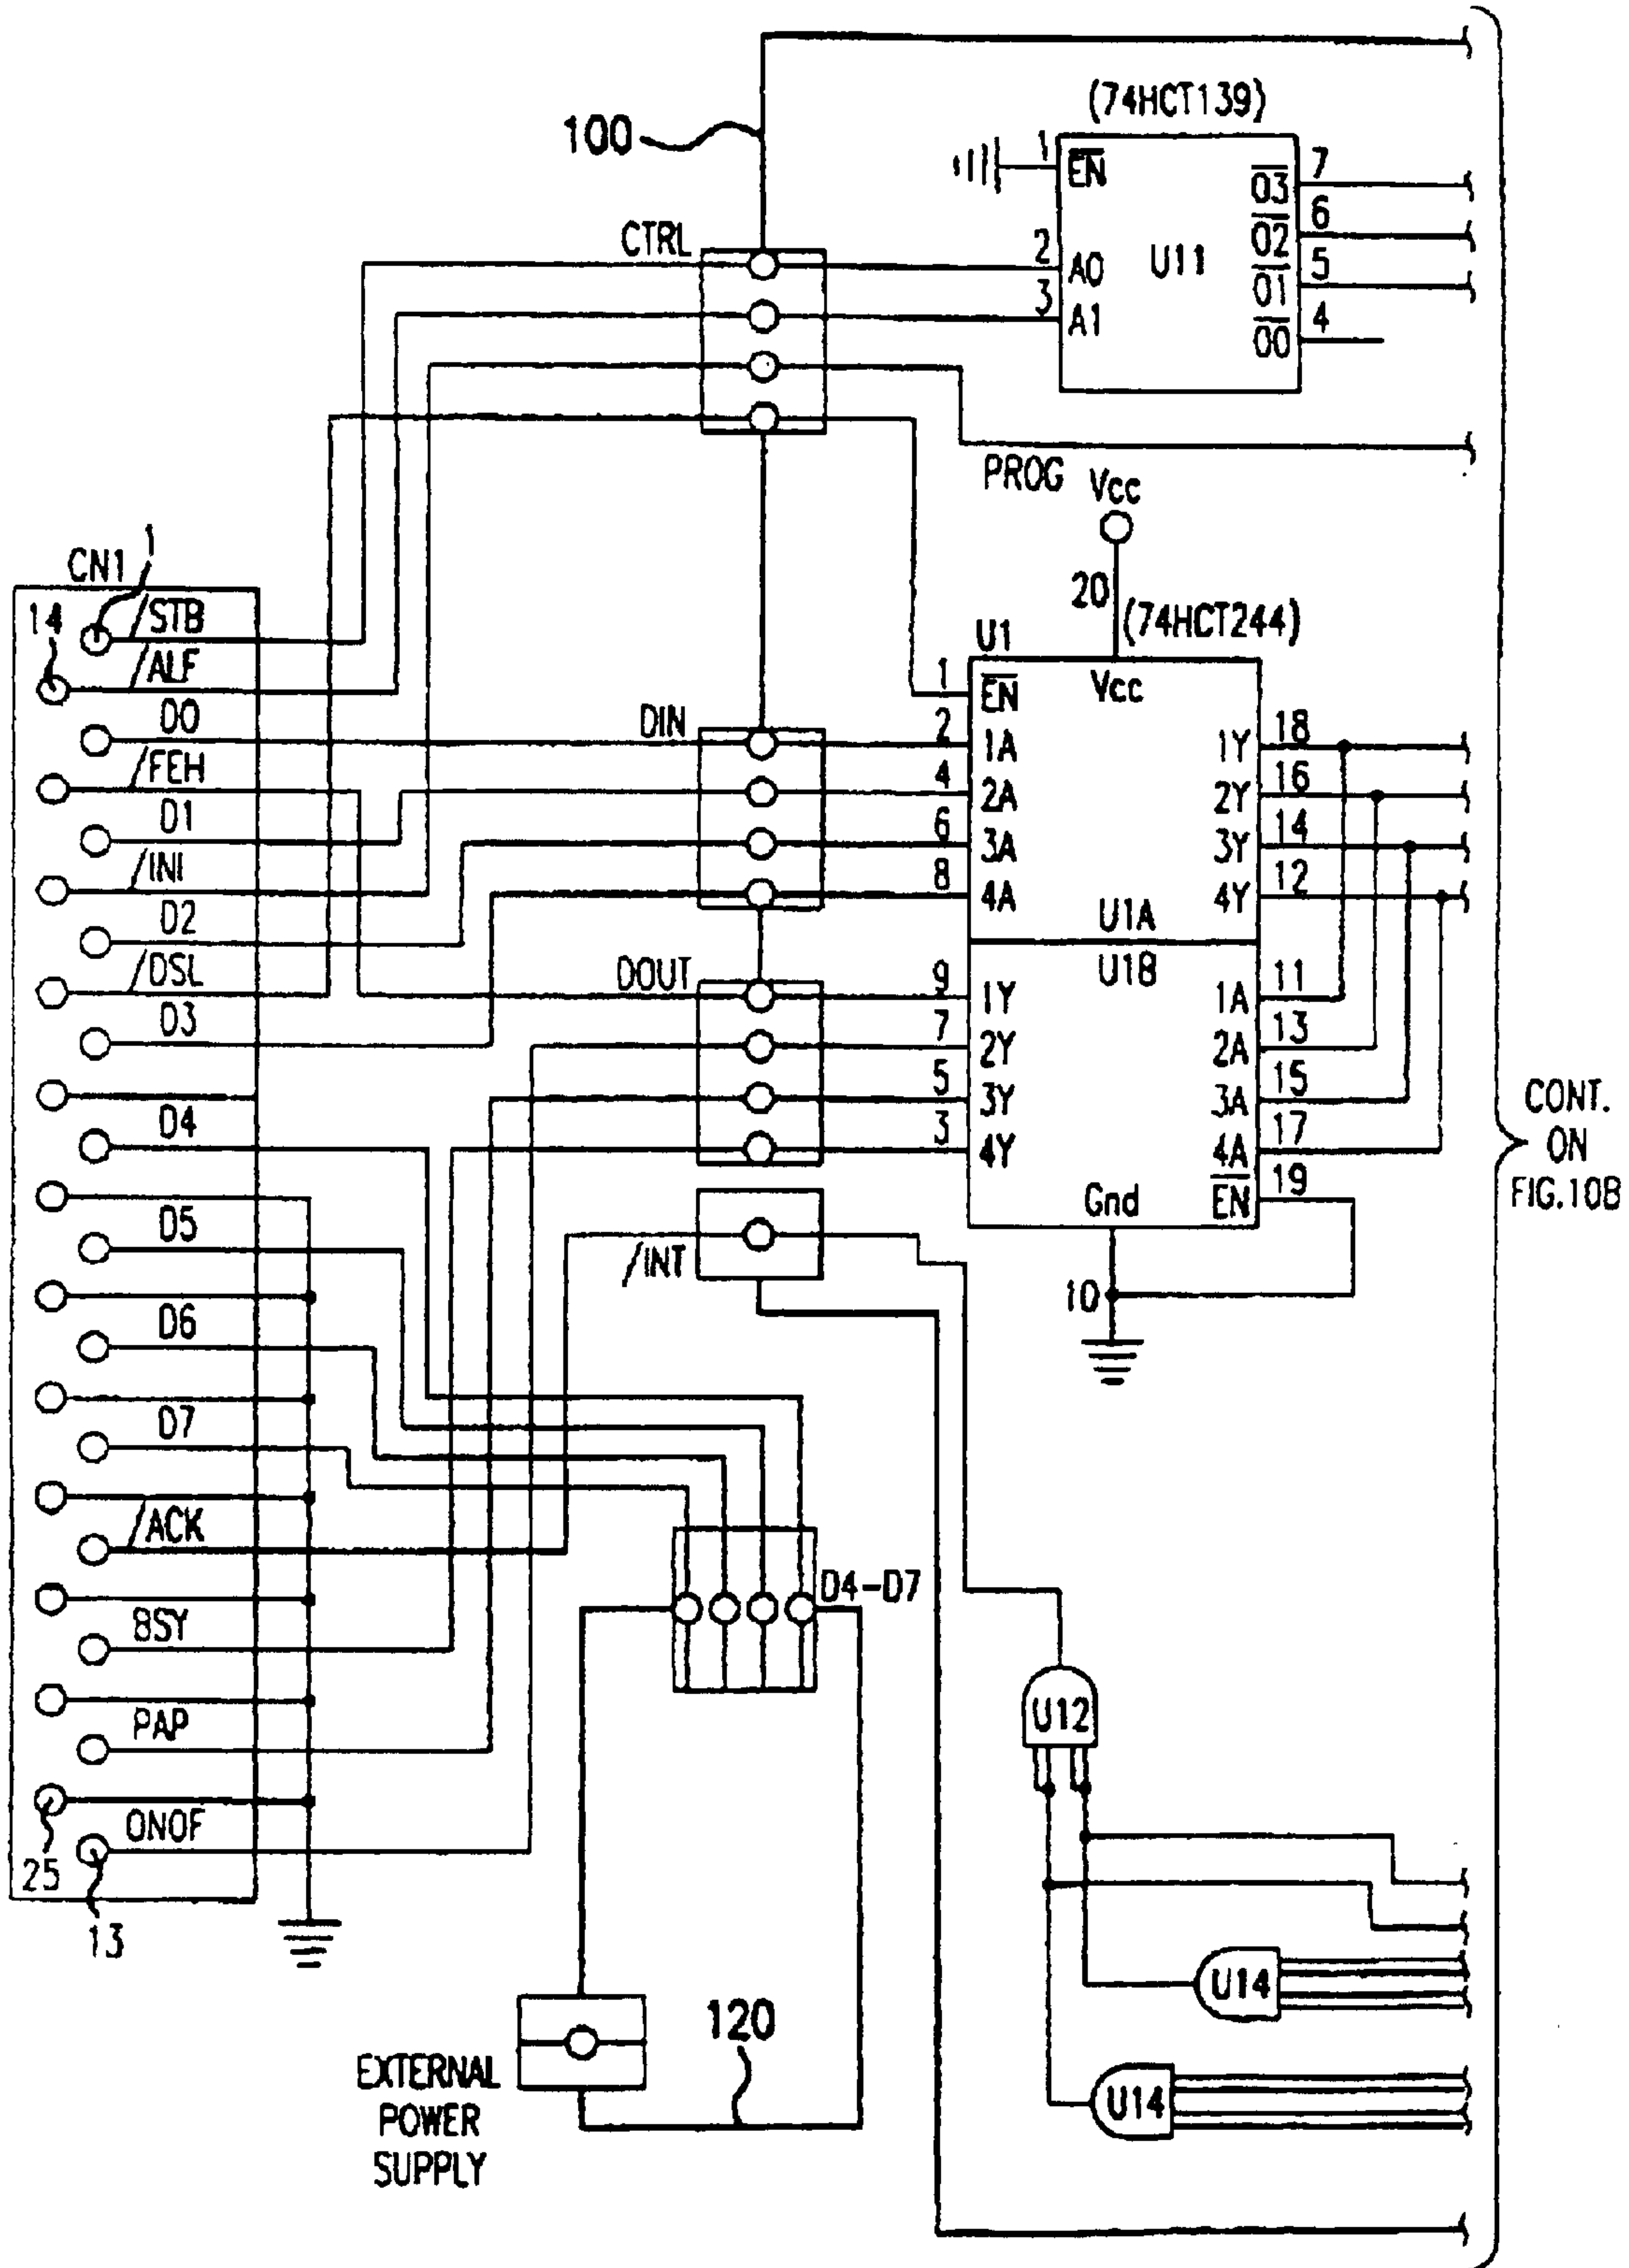 (74HCT139)
100
1
EN
O3
7
O2
6
O1
5
O0
4
CTRL
2
A0
U11
3
A1
PROG
Vcc
20
(74HCT244)
U1
Vcc
CN1
1
14
/STB
/ALF
D0
/FEH
D1
/INI
D2
/DSL
D3
D4
D5
D6
D7
/ACK
BSY
PAP
ONOF
25
13
1
EN
DIN
2
1A
1Y
18
4
2A
2Y
16
6
3A
3Y
14
8
4A
4Y
12
U1A
U1B
DOUT
9
1Y
1A
11
7
2Y
2A
13
5
3Y
3A
15
3
4Y
4A
17
Gnd
EN
19
/INT
10
CONT.
ON
FIG.10B
D4-D7
U12
U14
U14
120
EXTERNAL
POWER
SUPPLY